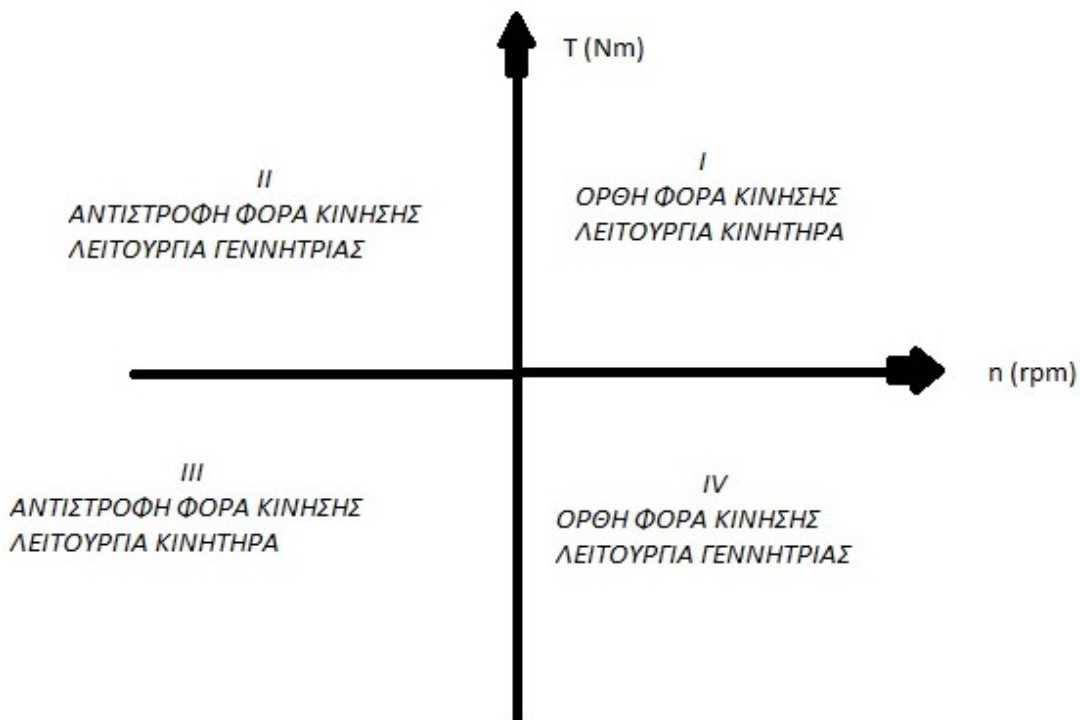 T (Nm)
II
ΑΝΤΙΣΤΡΟΦΗ ΦΟΡΑ ΚΙΝΗΣΗΣ
ΛΕΙΤΟΥΡΓΙΑ ΓΕΝΝΗΤΡΙΑΣ
I
ΟΡΘΗ ΦΟΡΑ ΚΙΝΗΣΗΣ
ΛΕΙΤΟΥΡΓΙΑ ΚΙΝΗΤΗΡΑ
n (rpm)
III
ΑΝΤΙΣΤΡΟΦΗ ΦΟΡΑ ΚΙΝΗΣΗΣ
ΛΕΙΤΟΥΡΓΙΑ ΚΙΝΗΤΗΡΑ
IV
ΟΡΘΗ ΦΟΡΑ ΚΙΝΗΣΗΣ
ΛΕΙΤΟΥΡΓΙΑ ΓΕΝΝΗΤΡΙΑΣ